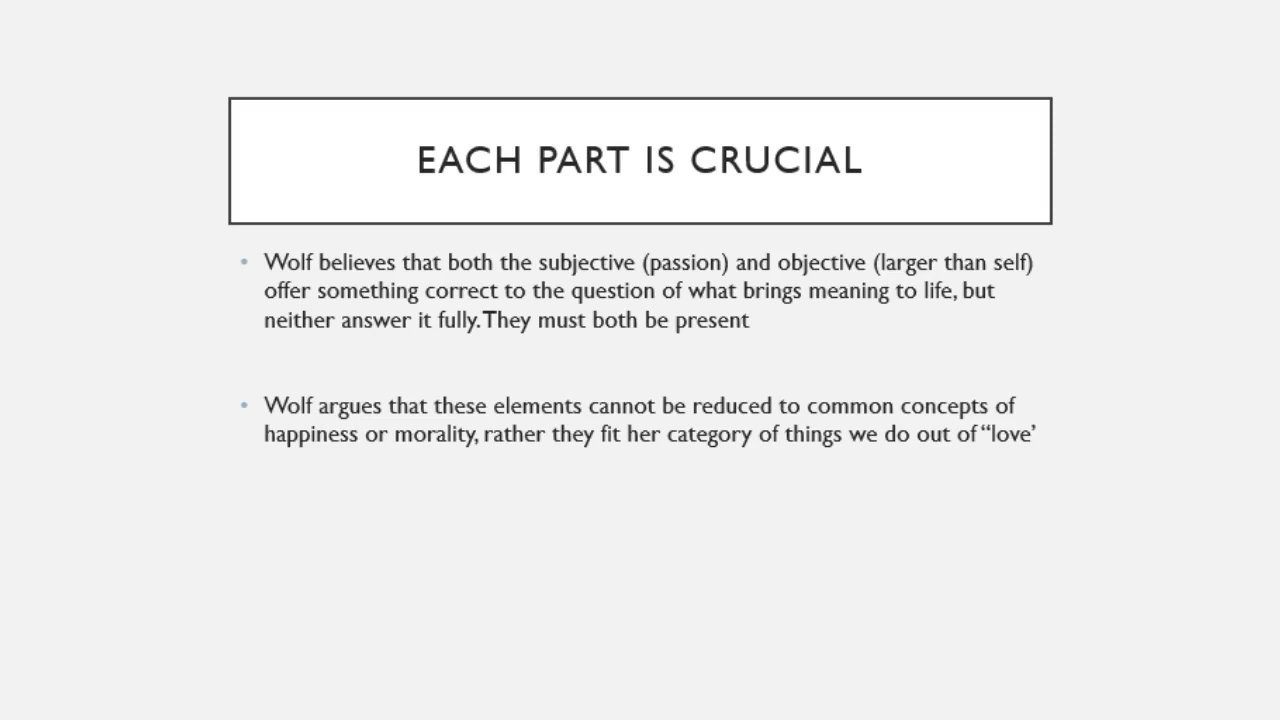 EACH PART IS CRUCIAL
• Wolf believes that both the subjective (passion) and objective (larger than self)
offer something correct to the question of what brings meaning to life, but
neither answer it fully. They must both be present
• Wolf argues that these elements cannot be reduced to common concepts of
happiness or morality, rather they fit her category of things we do out of “love’